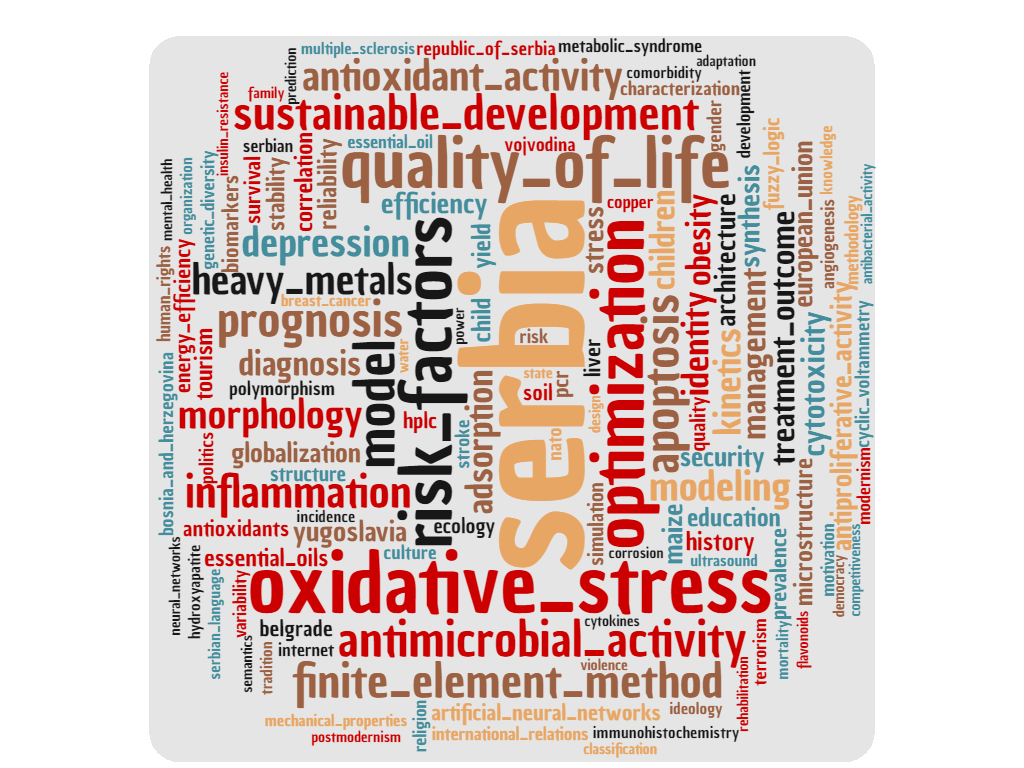 multiple_sclerosis
republic_of_serbia
metabolic_syndrome
adaptation
prediction
antioxidant_activity
comorbidity
characterization
insulin_resistance
family
sustainable_development
gender
development
serbian
essential_oil
vojvodina
fuzzy_logic
knowledge
mental_health
organization
genetic_diversity
biomarkers
survival
stability
correlation
reliability
quality_of_life
efficiency
copper
children
obesity
architecture
synthesis
european_union
angiogenesis
methodology
antibacterial_activity
depression
yield
serbia
stress
optimization
heavy_metals
breast_cancer
risk_factors
human_rights
energy_efficiency
tourism
prognosis
child
power
risk
liver
apoptosis
identity
quality
kinetics
management
treatment_outcome
cytotoxicity
antiproliferative_activity
cyclic_voltammetry
diagnosis
model
water
state
soil
pcr
design
polymorphism
bosnia_and_herzegovina
morphology
hplc
politics
globalization
stroke
adsorption
nato
security
structure
inflammation
modeling
modernism
incidence
antioxidants
yugoslavia
ecology
simulation
maize
education
microstructure
history
culture
corrosion
ultrasound
essential_oils
prevalence
motivation
democracy
competitiveness
neural_networks
hydroxyapatite
serbian_language
variability
oxidative_stress
cytokines
belgrade
antimicrobial_activity
internet
semantics
tradition
violence
terrorism
mortality
flavonoids
finite_element_method
rehabilitation
religion
artificial_neural_networks
ideology
mechanical_properties
international_relations
immunohistochemistry
postmodernism
classification